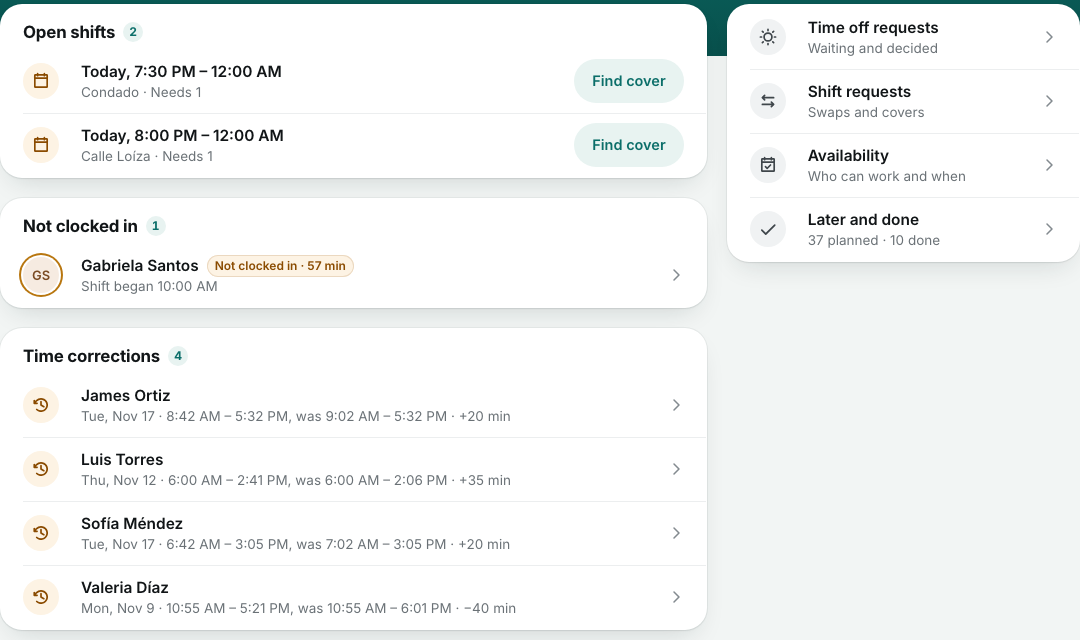 Open shifts 2
Today, 7:30 PM – 12:00 AM
Condado · Needs 1
Find cover
Today, 8:00 PM – 12:00 AM
Calle Loíza · Needs 1
Find cover
Not clocked in 1
GS
Gabriela Santos Not clocked in · 57 min
Shift began 10:00 AM
Time corrections 4
James Ortiz
Tue, Nov 17 · 8:42 AM – 5:32 PM, was 9:02 AM – 5:32 PM · +20 min
Luis Torres
Thu, Nov 12 · 6:00 AM – 2:41 PM, was 6:00 AM – 2:06 PM · +35 min
Sofía Méndez
Tue, Nov 17 · 6:42 AM – 3:05 PM, was 7:02 AM – 3:05 PM · +20 min
Valeria Díaz
Mon, Nov 9 · 10:55 AM – 5:21 PM, was 10:55 AM – 6:01 PM · −40 min
Time off requests
Waiting and decided
Shift requests
Swaps and covers
Availability
Who can work and when
Later and done
37 planned · 10 done